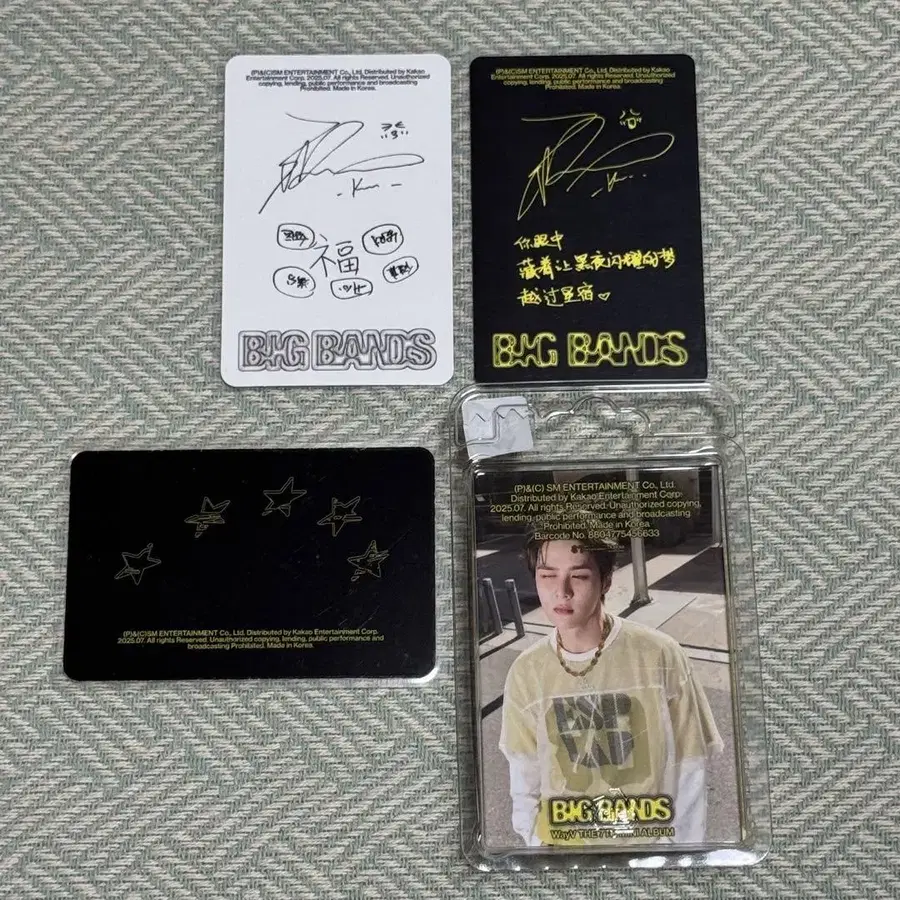 (P)&(C)SM ENTERTAINMENT Co., Ltd. Distributed by Kakao
Entertainment Corp. 2025.07. All rights Reserved. Unauthorized
copying, lending, public performance and broadcasting
Prohibited. Made in Korea.
- Kun -
福
BIG BANDS
(P)&(C)SM ENTERTAINMENT Co., Ltd. Distributed by Kakao
Entertainment Corp. 2025.07. All rights Reserved. Unauthorized
copying, lending, public performance and broadcasting
Prohibited. Made in Korea.
你眼中
藏着让黑夜闪耀的梦
越过星宿♡
BIG BANDS
(P)&(C)SM ENTERTAINMENT Co., Ltd. Distributed by Kakao Entertainment Corp.
2025.07. All rights Reserved. Unauthorized copying, lending, public performance and
broadcasting Prohibited. Made in Korea.
(P)&(C) SM ENTERTAINMENT Co., Ltd.
Distributed by Kakao Entertainment Corp.
2025.07. All rights Reserved. Unauthorized copying,
lending, public performance and broadcasting
Prohibited. Made in Korea
Barcode No. 8804775456633
BIG BANDS
WayV THE 7TH MINI ALBUM